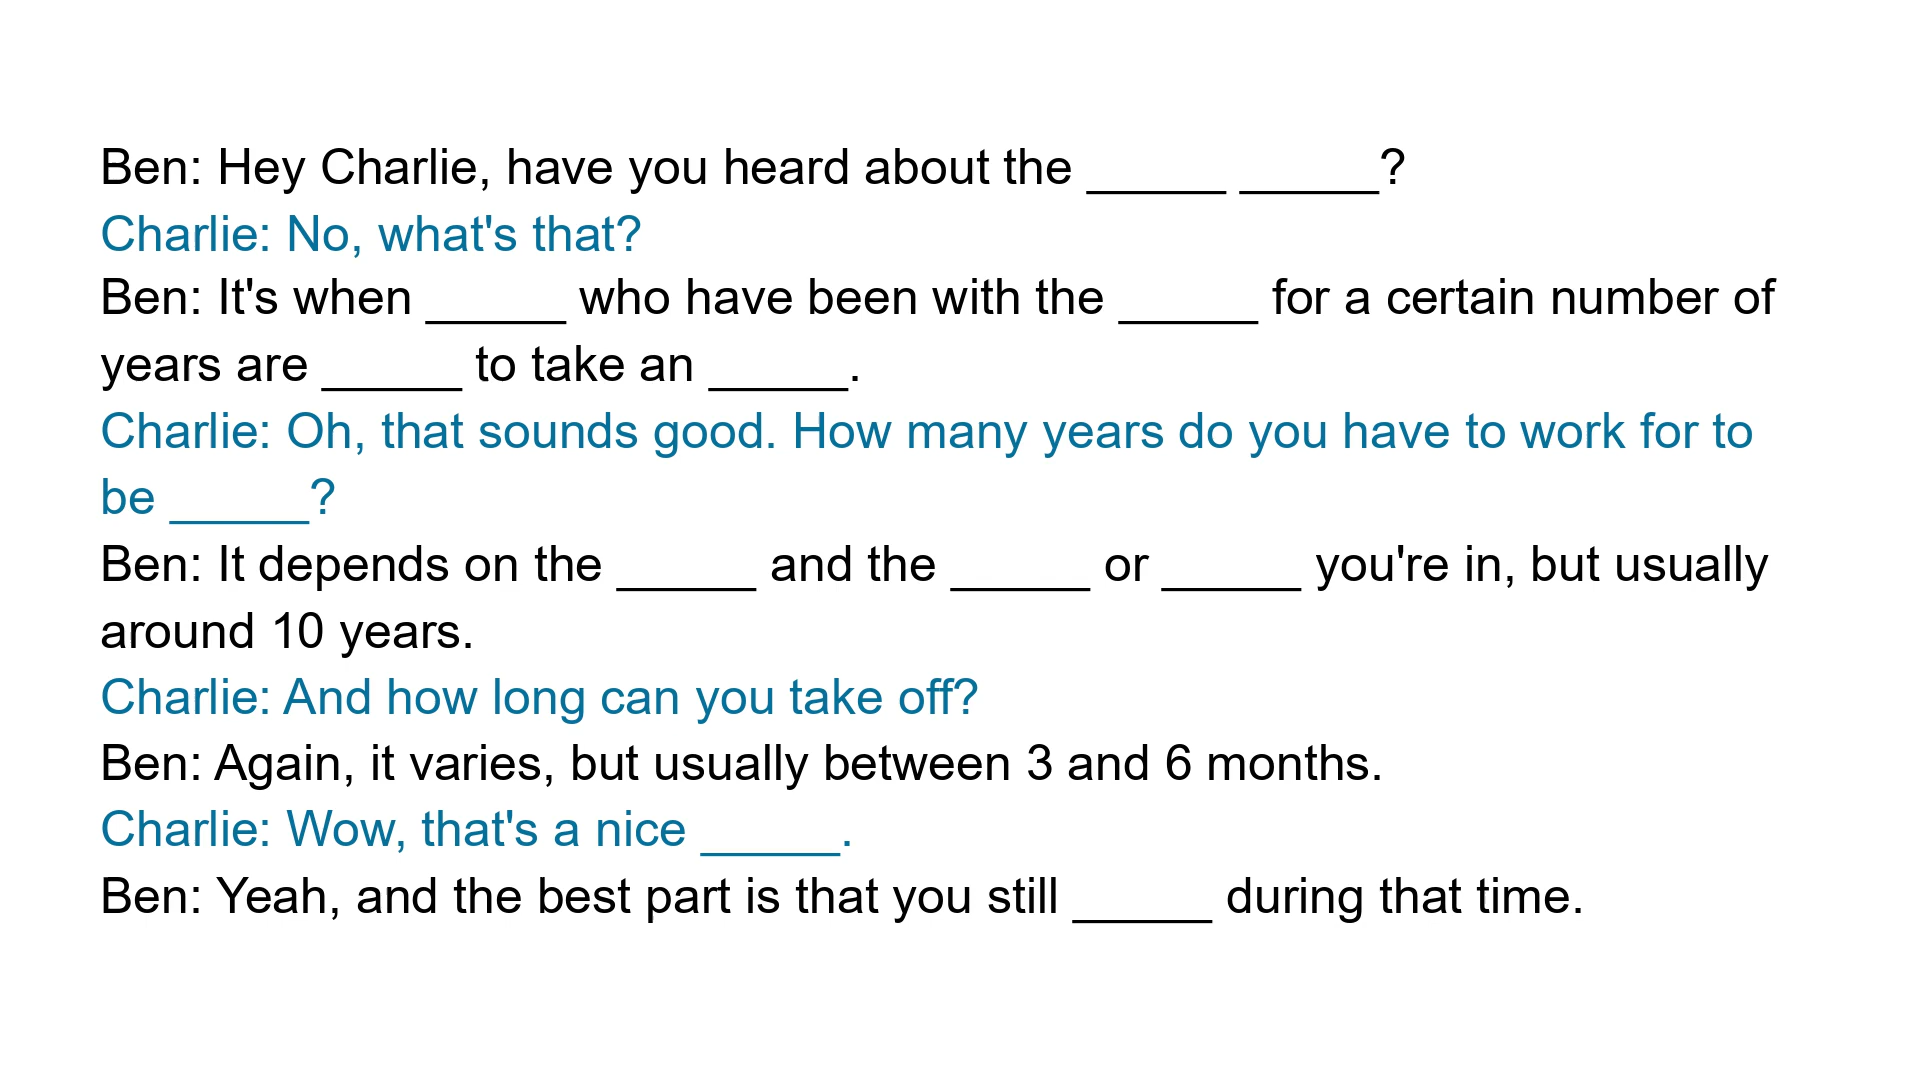 Ben: Hey Charlie, have you heard about the _____ _____?
Charlie: No, what's that?
Ben: It's when _____ who have been with the _____ for a certain number of
years are _____ to take an _____.
Charlie: Oh, that sounds good. How many years do you have to work for to
be _____?
Ben: It depends on the _____ and the _____ or _____ you're in, but usually
around 10 years.
Charlie: And how long can you take off?
Ben: Again, it varies, but usually between 3 and 6 months.
Charlie: Wow, that's a nice _____.
Ben: Yeah, and the best part is that you still _____ during that time.